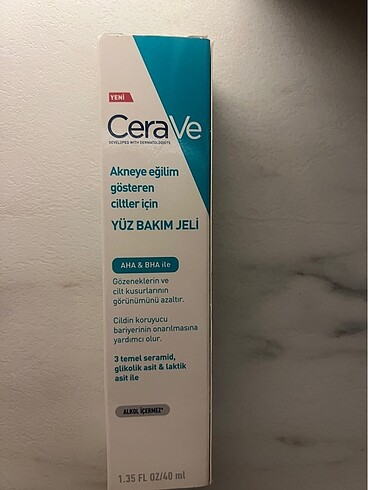 YENİ
CeraVe
DEVELOPED WITH DERMATOLOGISTS
Akneye eğilim
gösteren
ciltler için
YÜZ BAKIM JELİ
AHA & BHA ile
Gözeneklerin ve
cilt kusurlarının
görünümünü azaltır.
Cildin koruyucu
bariyerinin onarılmasına
yardımcı olur.
3 temel seramid,
glikolik asit & laktik
asit ile
ALKOL İÇERMEZ*
1.35 FL OZ/40 ml